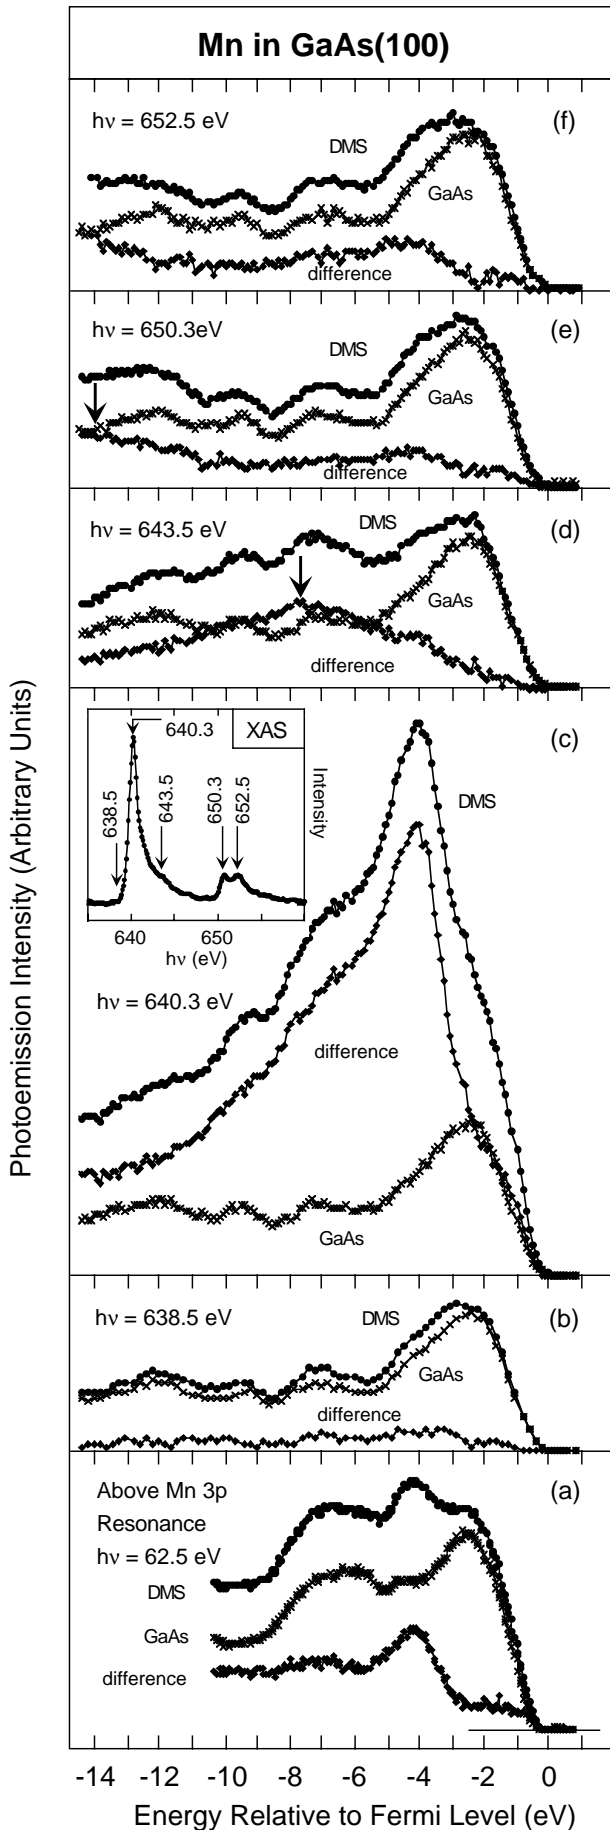 Mn in GaAs(100)
hν = 652.5 eV
(f)
DMS
GaAs
difference
hν = 650.3eV
(e)
DMS
GaAs
difference
hν = 643.5 eV
(d)
DMS
GaAs
difference
Photoemission Intensity (Arbitrary Units)
(c)
XAS
640.3
638.5
643.5
650.3
652.5
Intensity
640
650
hν (eV)
DMS
hν = 640.3 eV
difference
GaAs
hν = 638.5 eV
(b)
DMS
GaAs
difference
Above Mn 3p
(a)
Resonance
hν = 62.5 eV
DMS
GaAs
difference
-14 -12 -10 -8 -6 -4 -2 0
Energy Relative to Fermi Level (eV)